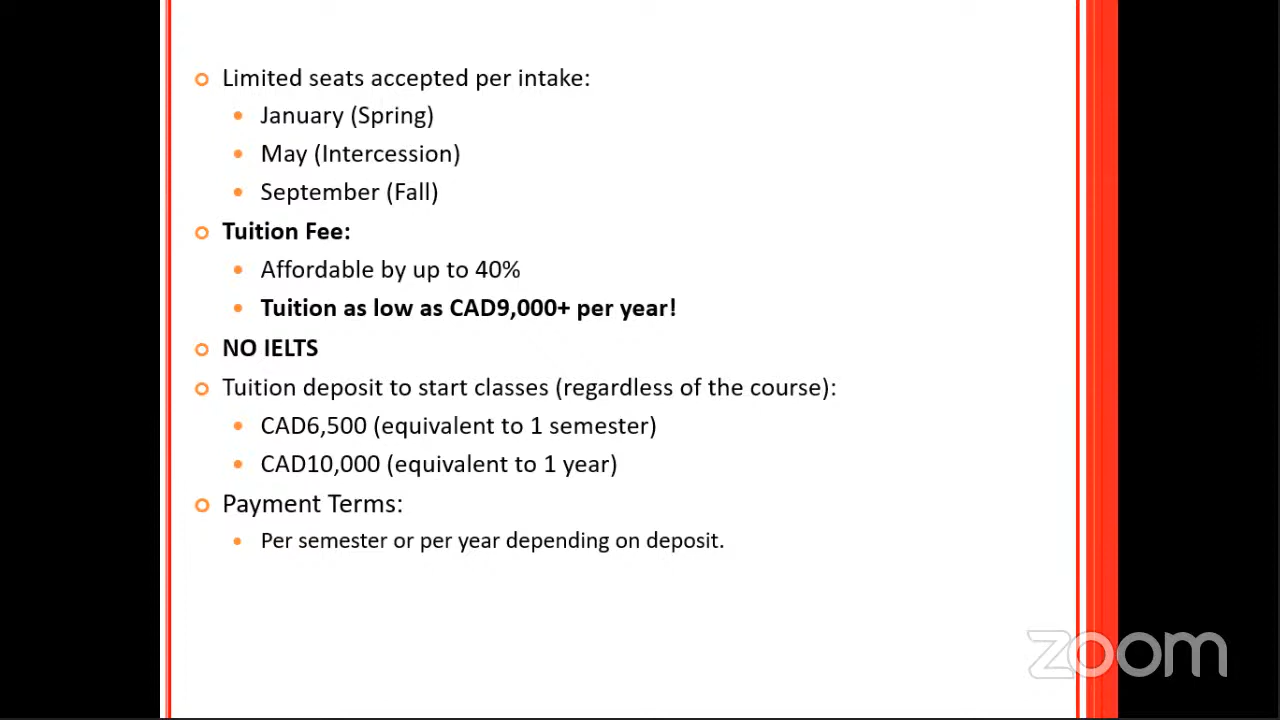 Limited seats accepted per intake:
January (Spring)
May (Intercession)
September (Fall)
Tuition Fee:
Affordable by up to 40%
Tuition as low as CAD9,000+ per year!
NO IELTS
Tuition deposit to start classes (regardless of the course):
CAD6,500 (equivalent to 1 semester)
CAD10,000 (equivalent to 1 year)
Payment Terms:
Per semester or per year depending on deposit.
zoom